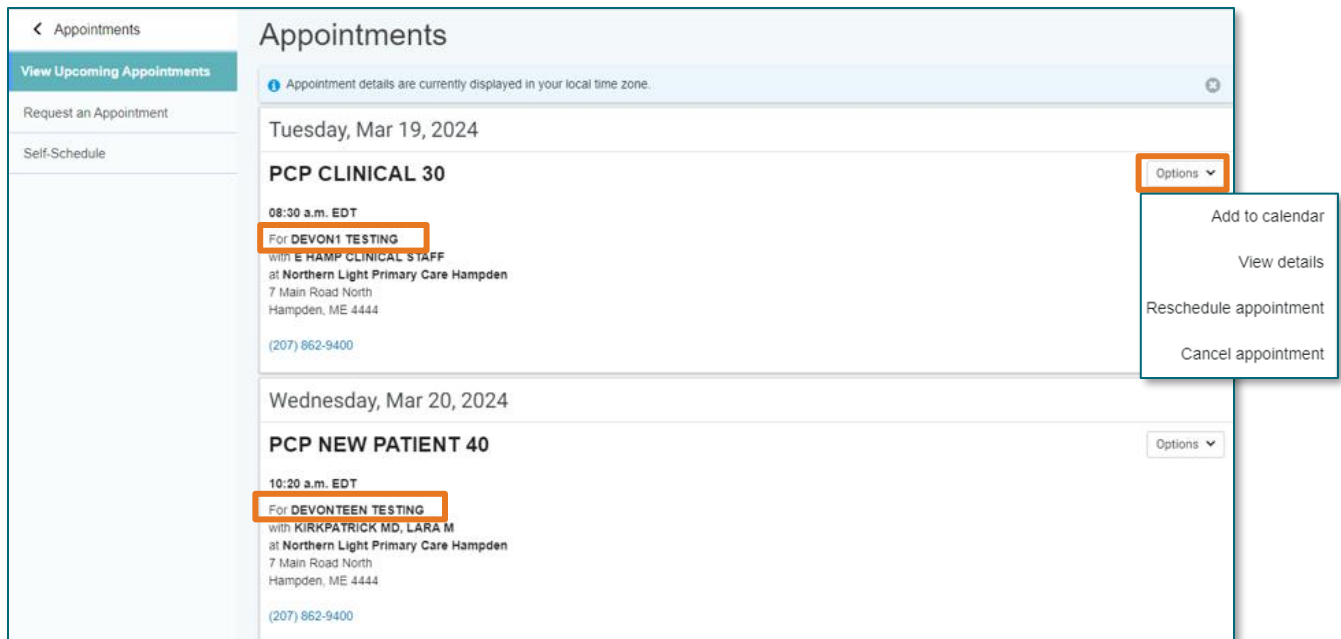 Appointments
View Upcoming Appointments
Request an Appointment
Self-Schedule
Appointments
Appointment details are currently displayed in your local time zone.
Tuesday, Mar 19, 2024
PCP CLINICAL 30
Options
08:30 a.m. EDT
For DEVON1 TESTING
with E HAMP CLINICAL STAFF
at Northern Light Primary Care Hampden
7 Main Road North
Hampden, ME 4444
(207) 862-9400
Add to calendar
View details
Reschedule appointment
Cancel appointment
Wednesday, Mar 20, 2024
PCP NEW PATIENT 40
Options
10:20 a.m. EDT
For DEVONTEEN TESTING
with KIRKPATRICK MD, LARA M
at Northern Light Primary Care Hampden
7 Main Road North
Hampden, ME 4444
(207) 862-9400